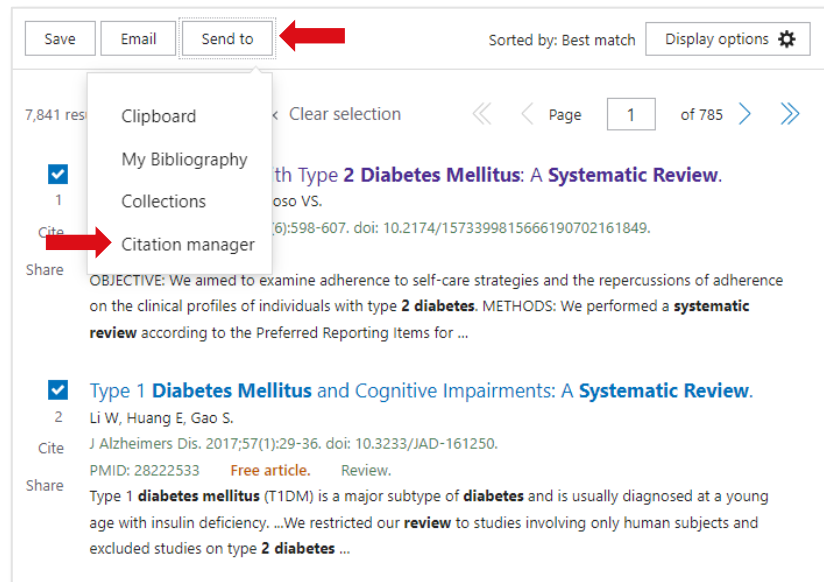 Save Email Send to Sorted by: Best match Display options
Clipboard
7,841 Clear selection Page 1 of 785
My Bibliography
th Type 2 Diabetes Mellitus: A Systematic Review.
1 Collections oso VS.
Cite (6):598-607. doi: 10.2174/1573399815666190702161849.
Citation manager
Share
OBJECTIVE: We aimed to examine adherence to self-care strategies and the repercussions of adherence
on the clinical profiles of individuals with type 2 diabetes. METHODS: We performed a systematic
review according to the Preferred Reporting Items for ...
Type 1 Diabetes Mellitus and Cognitive Impairments: A Systematic Review.
2 Li W, Huang E, Gao S.
Cite J Alzheimers Dis. 2017;57(1):29-36. doi: 10.3233/JAD-161250.
PMID: 28222533 Free article. Review.
Share
Type 1 diabetes mellitus (T1DM) is a major subtype of diabetes and is usually diagnosed at a young
age with insulin deficiency. ...We restricted our review to studies involving only human subjects and
excluded studies on type 2 diabetes ...